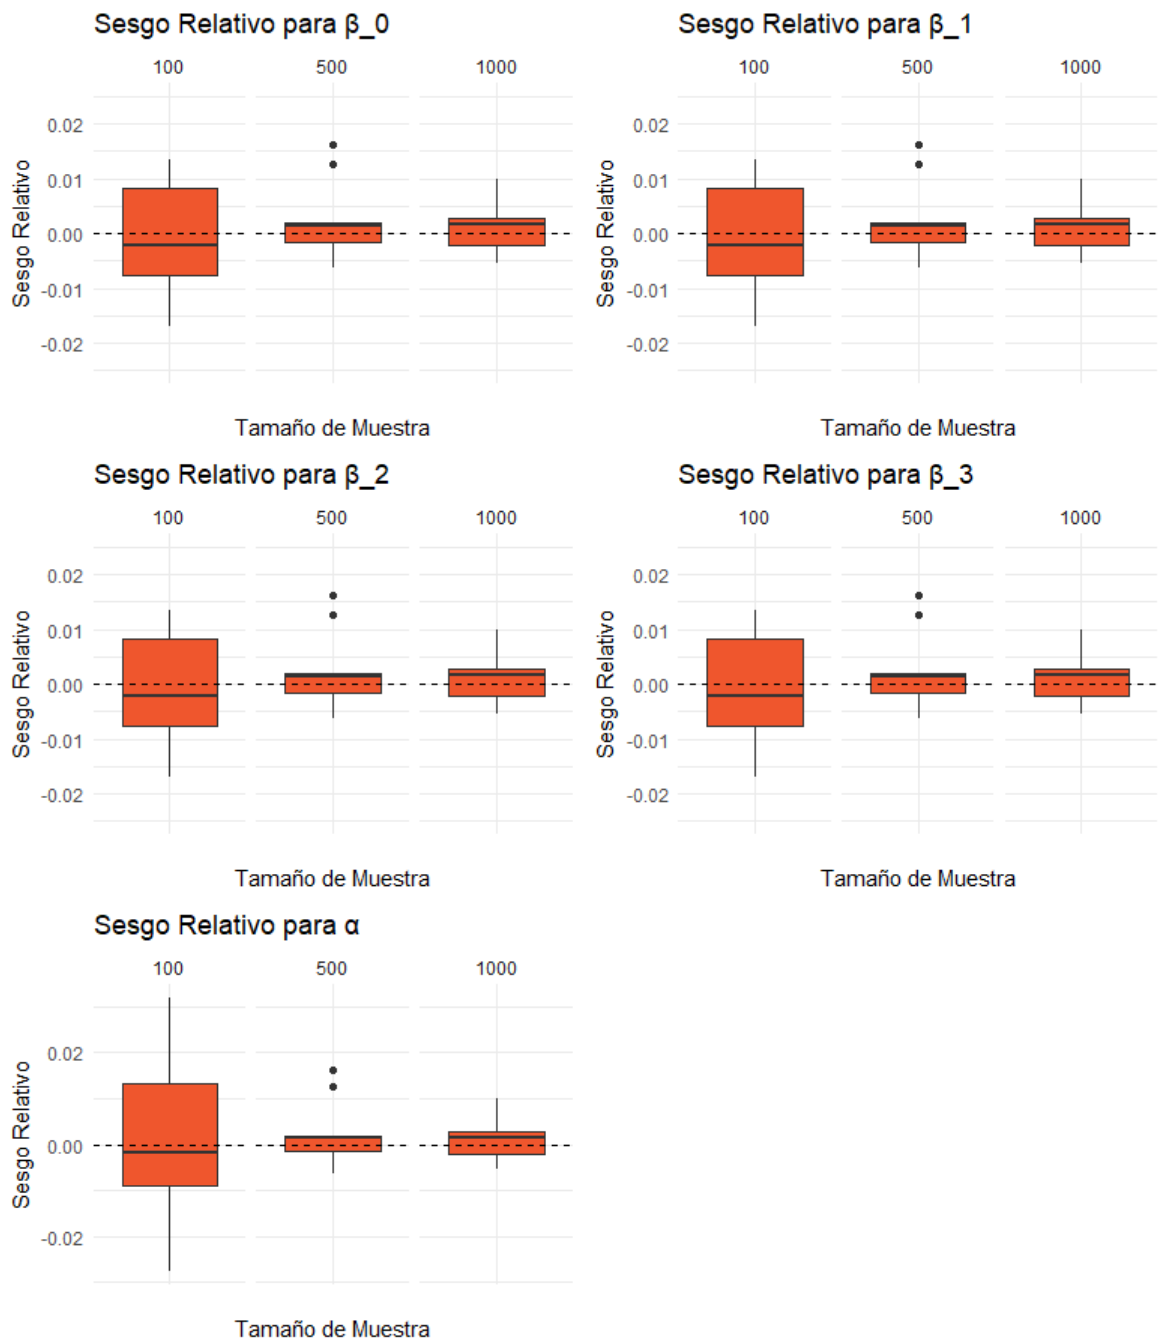 Sesgo Relativo para β_0
100 500 1000
0.02
0.01
0.00
-0.01
-0.02
Sesgo Relativo
Tamaño de Muestra
Sesgo Relativo para β_1
100 500 1000
0.02
0.01
0.00
-0.01
-0.02
Sesgo Relativo
Tamaño de Muestra
Sesgo Relativo para β_2
100 500 1000
0.02
0.01
0.00
-0.01
-0.02
Sesgo Relativo
Tamaño de Muestra
Sesgo Relativo para β_3
100 500 1000
0.02
0.01
0.00
-0.01
-0.02
Sesgo Relativo
Tamaño de Muestra
Sesgo Relativo para α
100 500 1000
0.02
0.00
-0.02
Sesgo Relativo
Tamaño de Muestra